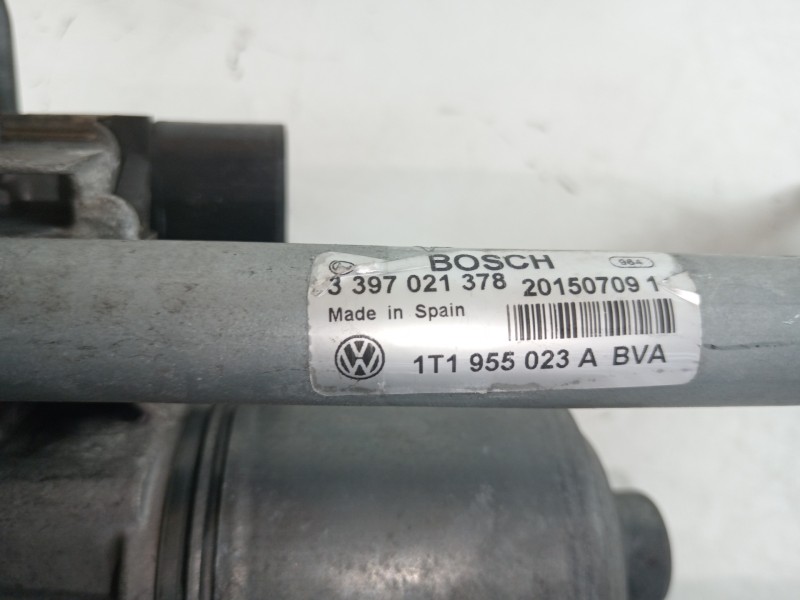 BOSCH 984
3 397 021 378 20150709 1
Made in Spain
1T1 955 023 A BVA